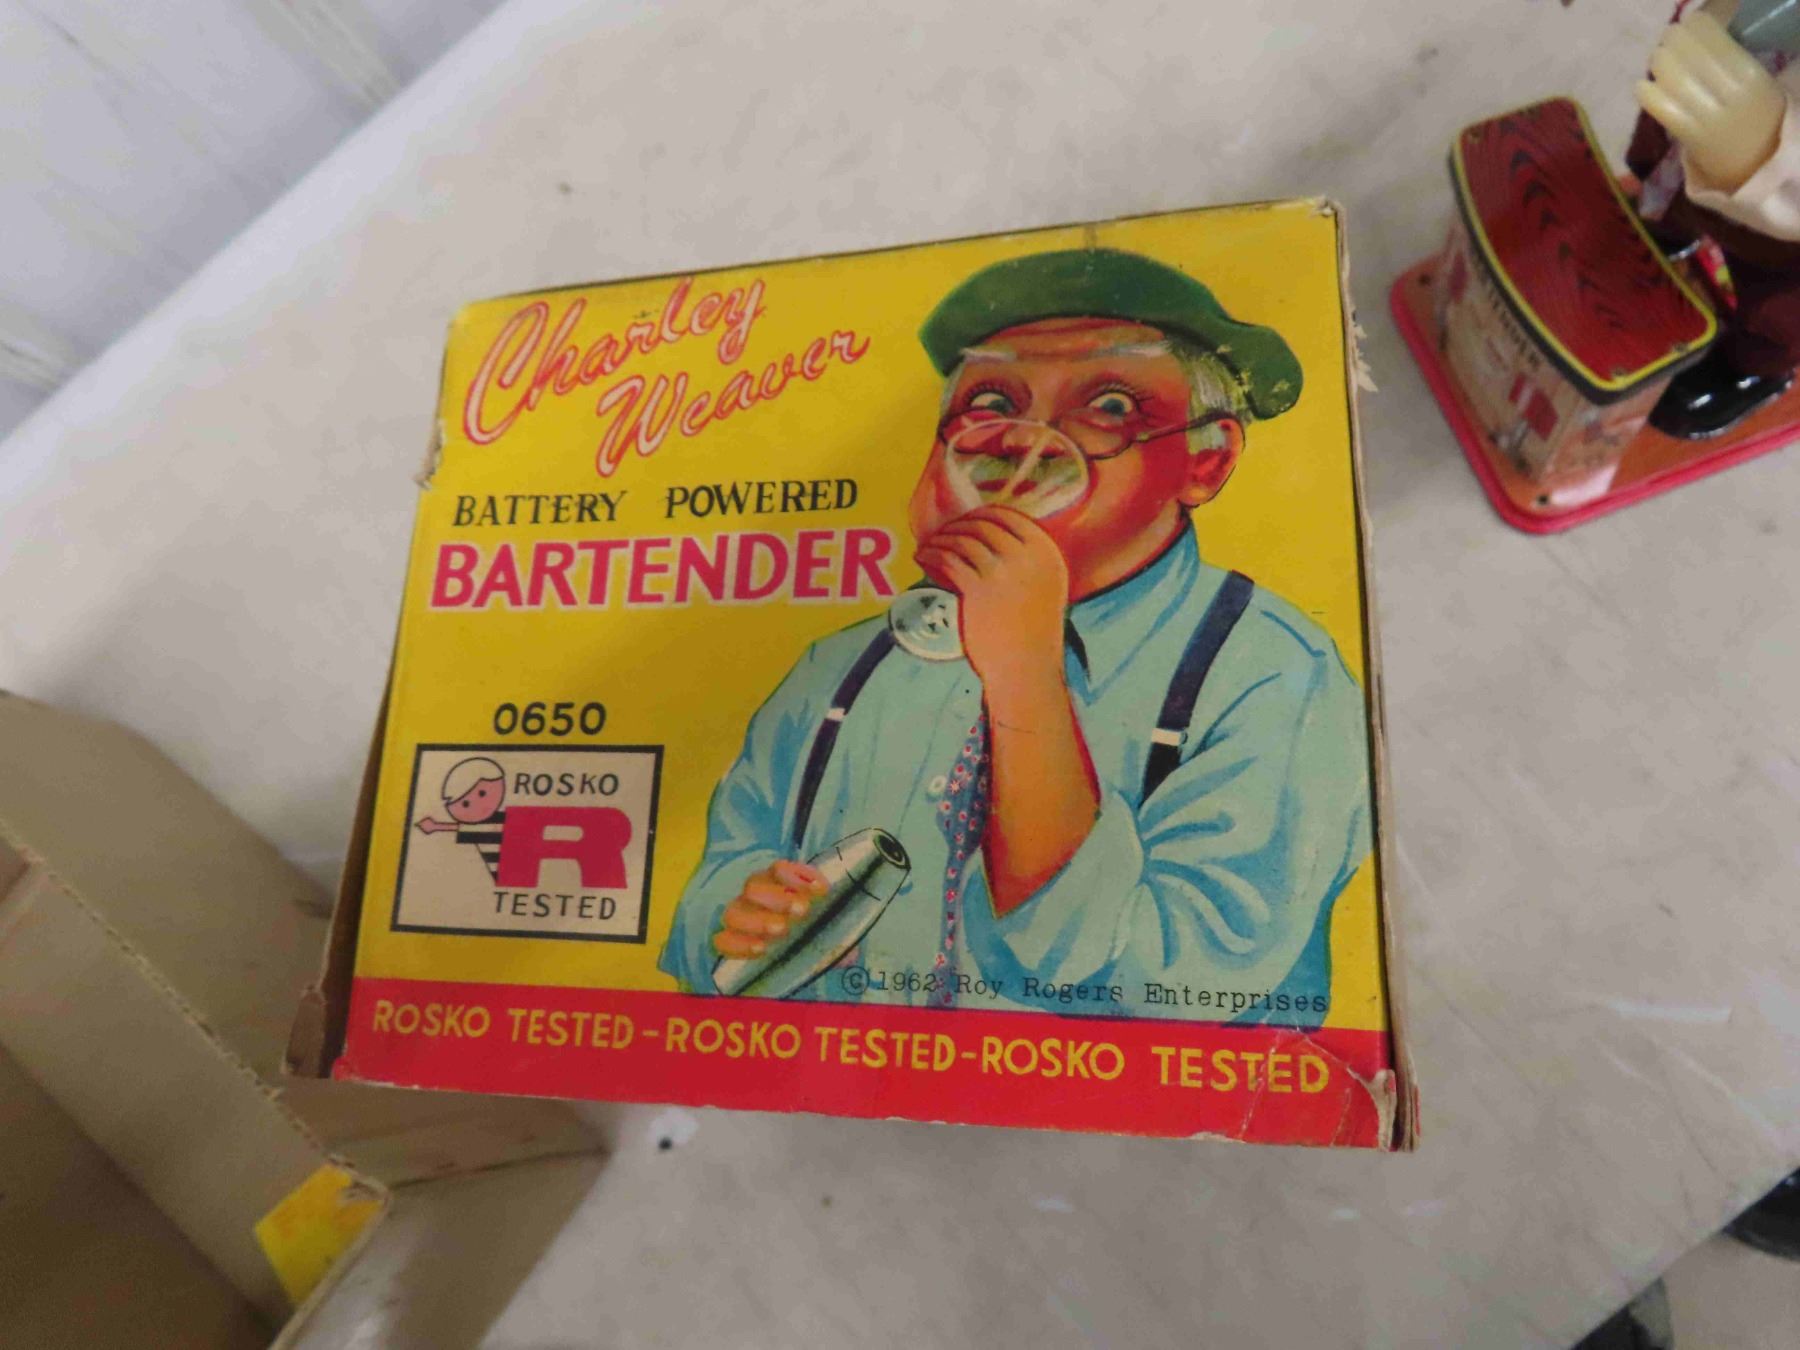 Charley
Weaver
BATTERY POWERED
BARTENDER
0650
ROSKO
R
TESTED
©1962 Roy Rogers Enterprises
ROSKO TESTED-ROSKO TESTED-ROSKO TESTED